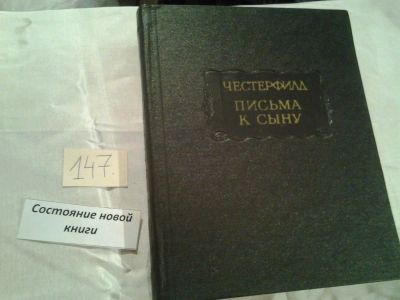 ЧЕСТЕРФИЛД
ПИСЬМА
К СЫНУ
147.
Состояние новой
книги